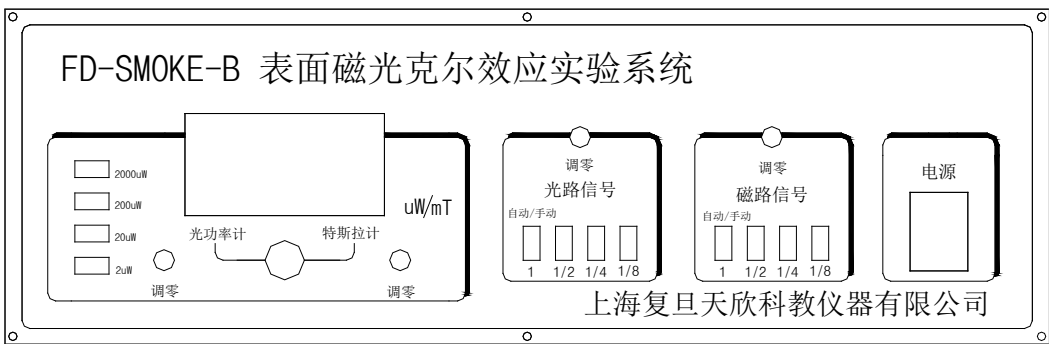 FD-SMOKE-B 表面磁光克尔效应实验系统
2000uW
200uW
20uW
2uW
uW/mT
光功率计
特斯拉计
调零
调零
调零
光路信号
自动/手动
1 1/2 1/4 1/8
调零
磁路信号
自动/手动
1 1/2 1/4 1/8
电源
上海复旦天欣科教仪器有限公司